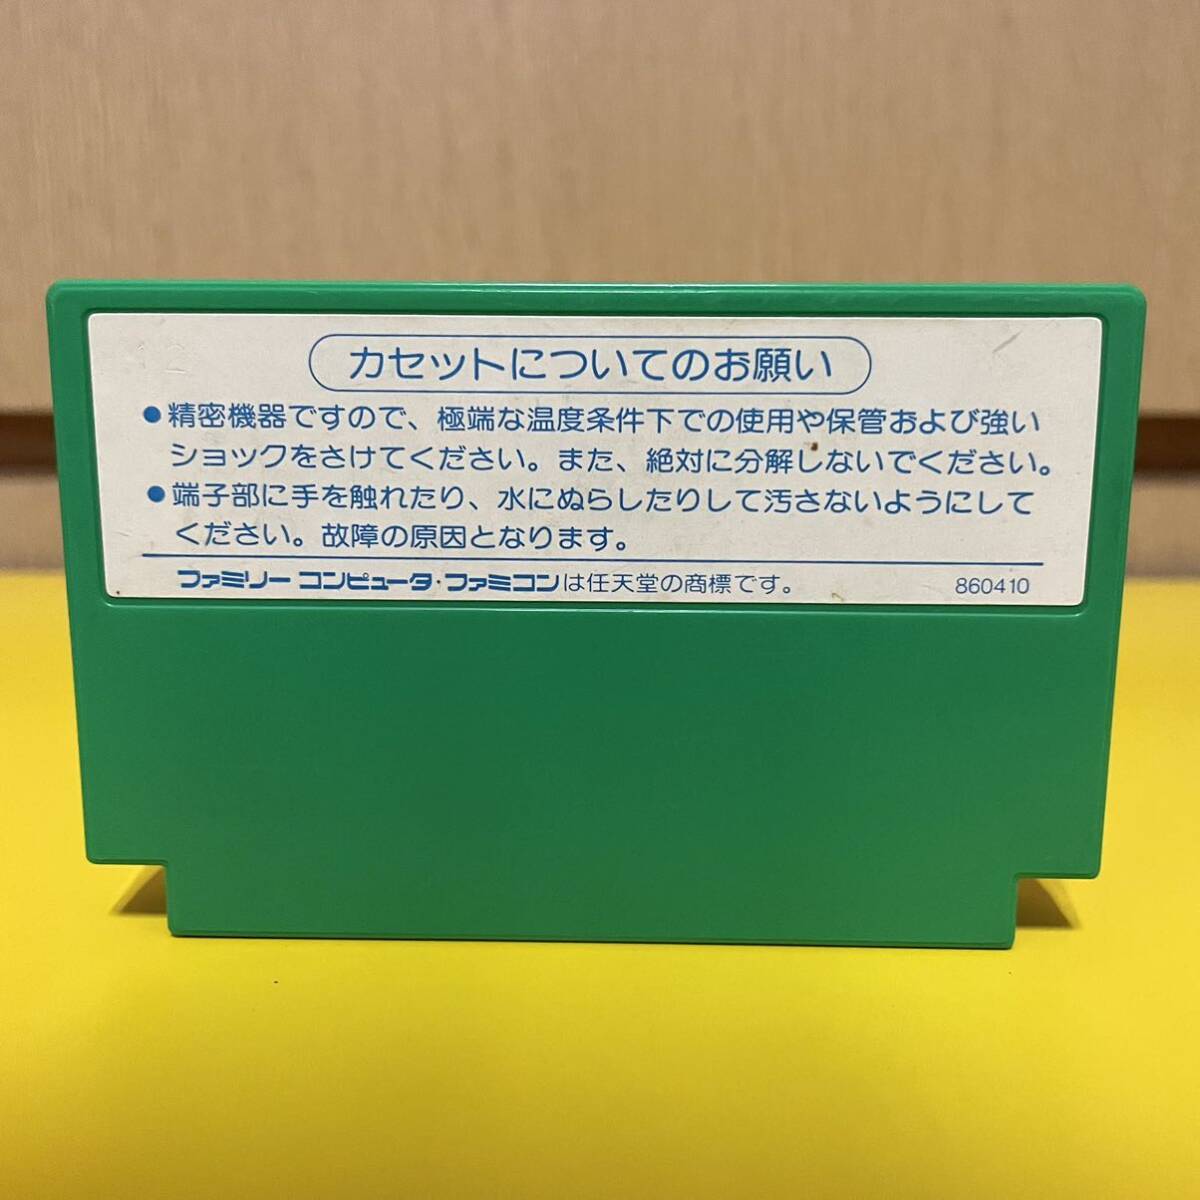 カセットについてのお願い
●精密機器ですので、極端な温度条件下での使用や保管および強い
ショックをさけてください。また、絶対に分解しないでください。
●端子部に手を触れたり、水にぬらしたりして汚さないようにして
ください。故障の原因となります。
ファミリー コンピュータ・ファミコンは任天堂の商標です。 860410